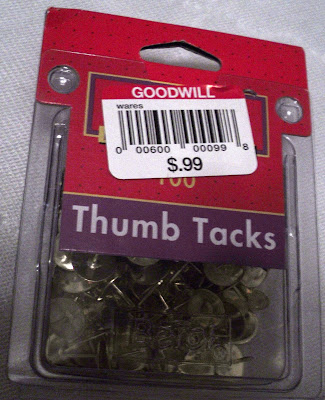 GOODWILL
wares
0 00600 00099 8
$.99
100
Thumb Tacks